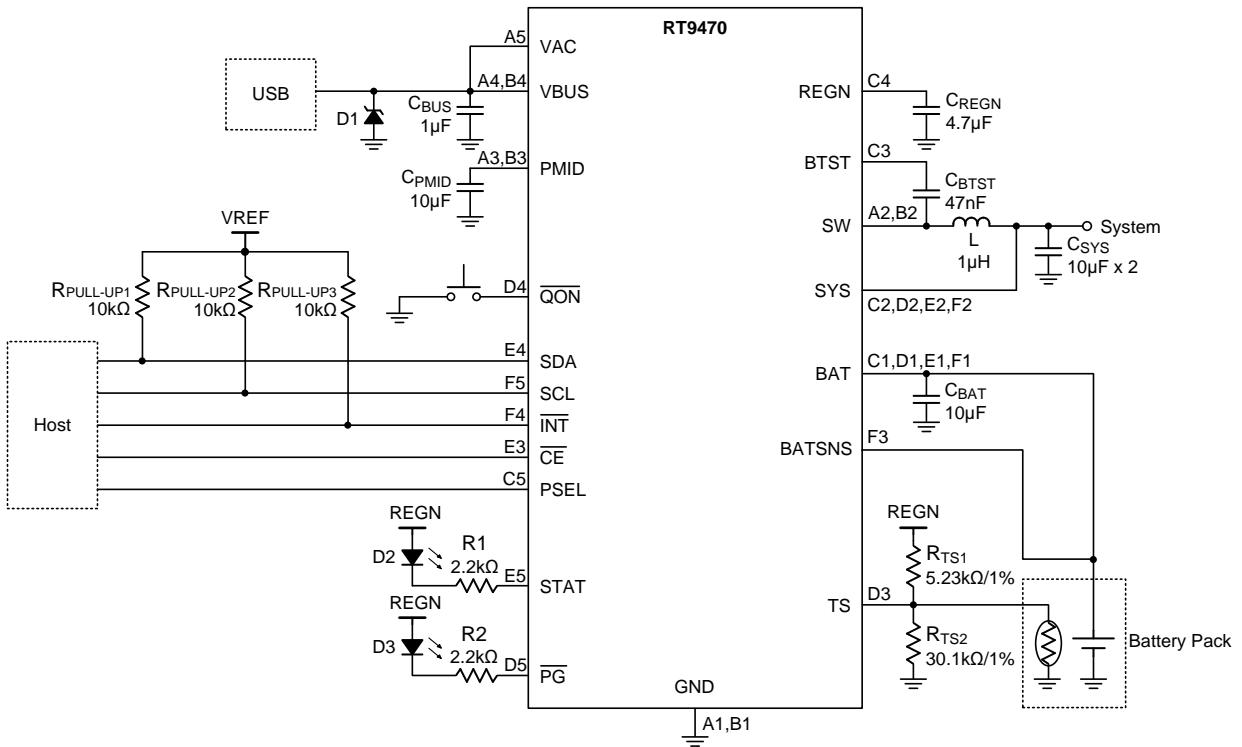 RT9470
A5
VAC
USB
A4,B4
VBUS
D1
CBUS
1µF
A3,B3
PMID
CPMID
10µF
VREF
RPULL-UP1
10kΩ
RPULL-UP2
10kΩ
RPULL-UP3
10kΩ
D4
QON
Host
E4
SDA
F5
SCL
F4
INT
E3
CE
C5
PSEL
REGN
D2
R1
2.2kΩ
E5
STAT
REGN
D3
R2
2.2kΩ
D5
PG
GND
A1,B1
REGN
C4
CREGN
4.7µF
BTST
C3
CBTST
47nF
SW
A2,B2
L
1µH
System
CSYS
10µF x 2
SYS
C2,D2,E2,F2
BAT
C1,D1,E1,F1
CBAT
10µF
BATSNS
F3
REGN
RTS1
5.23kΩ/1%
TS
D3
RTS2
30.1kΩ/1%
Battery Pack